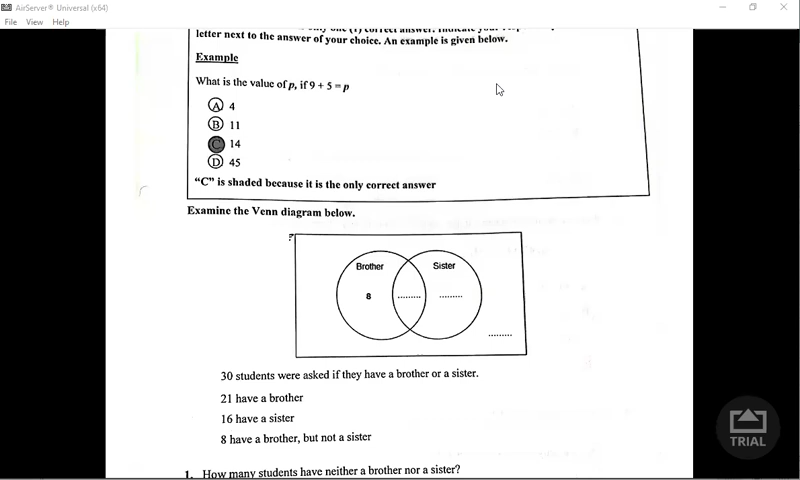 AirServer® Universal (x64)
File View Help
letter next to the answer of your choice. An example is given below.
Example
What is the value of p, if 9 + 5 = p
A 4
B 11
C 14
D 45
"C" is shaded because it is the only correct answer
Examine the Venn diagram below.
?
Brother Sister
8 ......... .........
.........
30 students were asked if they have a brother or a sister.
21 have a brother
16 have a sister
8 have a brother, but not a sister
TRIAL
1. How many students have neither a brother nor a sister?